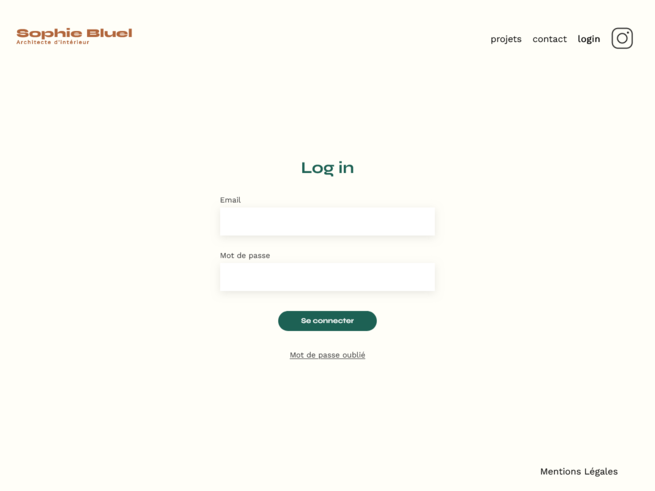 Sophie Bluel
Architecte d'intérieur
projets contact login
Log in
Email
Mot de passe
Se connecter
Mot de passe oublié
Mentions Légales